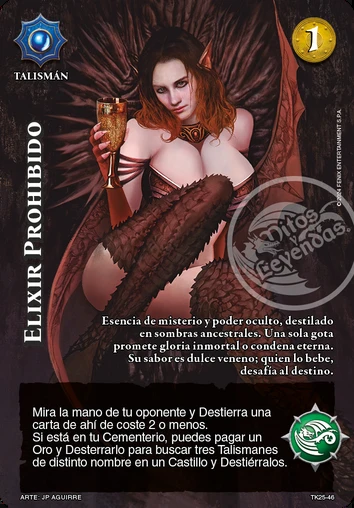 1
TALISMÁN
ELIXIR PROHIBIDO
©2024 FENIX ENTERTAINMENT S.P.A.
Mitos
y
Leyendas
Esencia de misterio y poder oculto, destilado
en sombras ancestrales. Una sola gota
promete gloria inmortal o condena eterna.
Su sabor es dulce veneno; quien lo bebe,
desafía al destino.
Mira la mano de tu oponente y Destierra una
carta de ahí de coste 2 o menos.
Si está en tu Cementerio, puedes pagar un
Oro y Desterrarlo para buscar tres Talismanes
de distinto nombre en un Castillo y Destiérralos.
ARTE: JP AGUIRRE
TK25-46